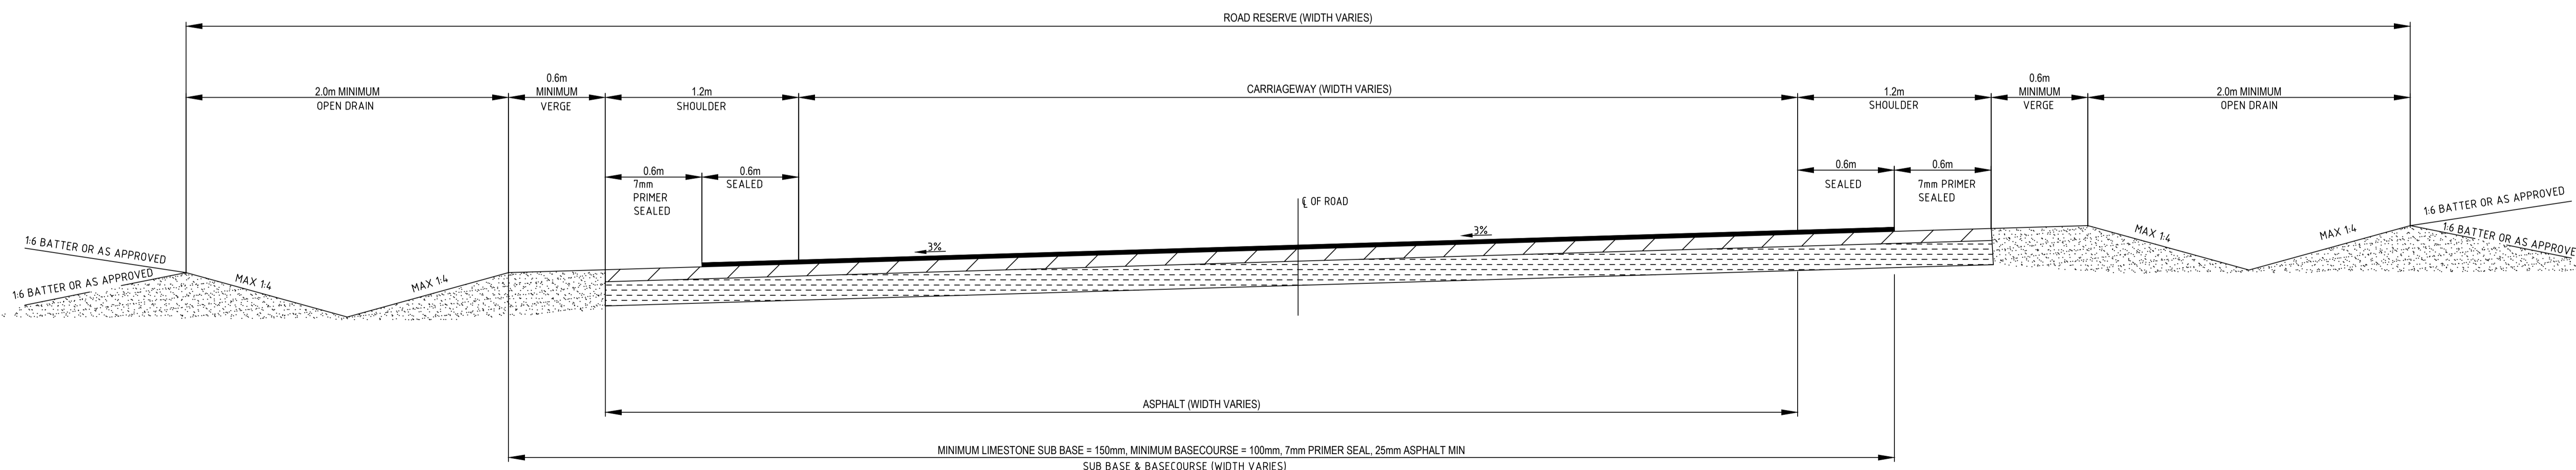 ROAD RESERVE (WIDTH VARIES)
2.0m MINIMUM
OPEN DRAIN
0.6m
MINIMUM
VERGE
1.2m
SHOULDER
CARRIAGEWAY (WIDTH VARIES)
1.2m
SHOULDER
0.6m
MINIMUM
VERGE
2.0m MINIMUM
OPEN DRAIN
0.6m
7mm
PRIMER
SEALED
0.6m
SEALED
0.6m
SEALED
0.6m
7mm PRIMER
SEALED
℄ OF ROAD
3%
3%
1:6 BATTER OR AS APPROVED
1:6 BATTER OR AS APPROVED
MAX 1:4
MAX 1:4
MAX 1:4
MAX 1:4
1:6 BATTER OR AS APPROVED
1:6 BATTER OR AS APPROVED
ASPHALT (WIDTH VARIES)
MINIMUM LIMESTONE SUB BASE = 150mm, MINIMUM BASECOURSE = 100mm, 7mm PRIMER SEAL, 25mm ASPHALT MIN
SUB BASE & BASECOURSE (WIDTH VARIES)